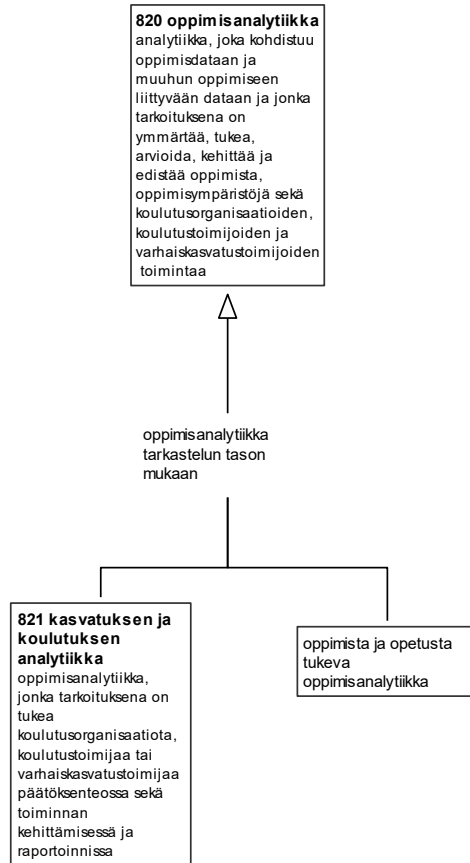 820 oppimisanalytiikka
analytiikka, joka kohdistuu
oppimisdataan ja
muuhun oppimiseen
liittyvään dataan ja jonka
tarkoituksena on
ymmärtää, tukea,
arvioida, kehittää ja
edistää oppimista,
oppimisympäristöjä sekä
koulutusorganisaatioiden,
koulutustoimijoiden ja
varhaiskasvatustoimijoiden
toimintaa
oppimisanalytiikka
tarkastelun tason
mukaan
821 kasvatuksen ja
koulutuksen
analytiikka
oppimisanalytiikka,
jonka tarkoituksena on
tukea
koulutusorganisaatiota,
koulutustoimijaa tai
varhaiskasvatustoimijaa
päätöksenteossa sekä
toiminnan
kehittämisessä ja
raportoinnissa
oppimista ja opetusta
tukeva
oppimisanalytiikka